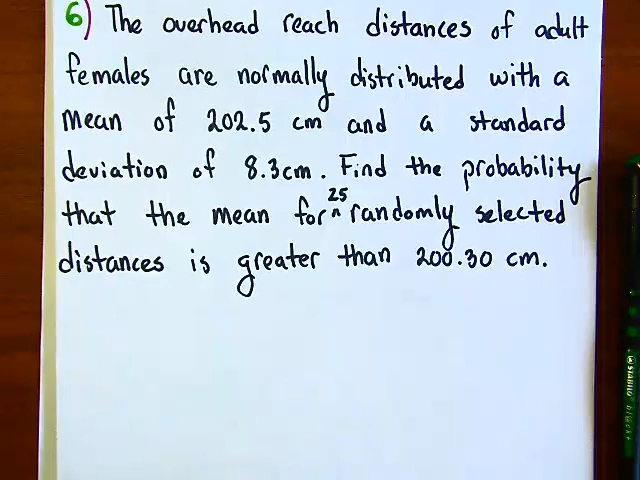 6) The overhead reach distances of adult
females are normally distributed with a
mean of 202.5 cm and a standard
deviation of 8.3cm. Find the probability
that the mean for ^25 randomly selected
distances is greater than 200.30 cm.
STABILO